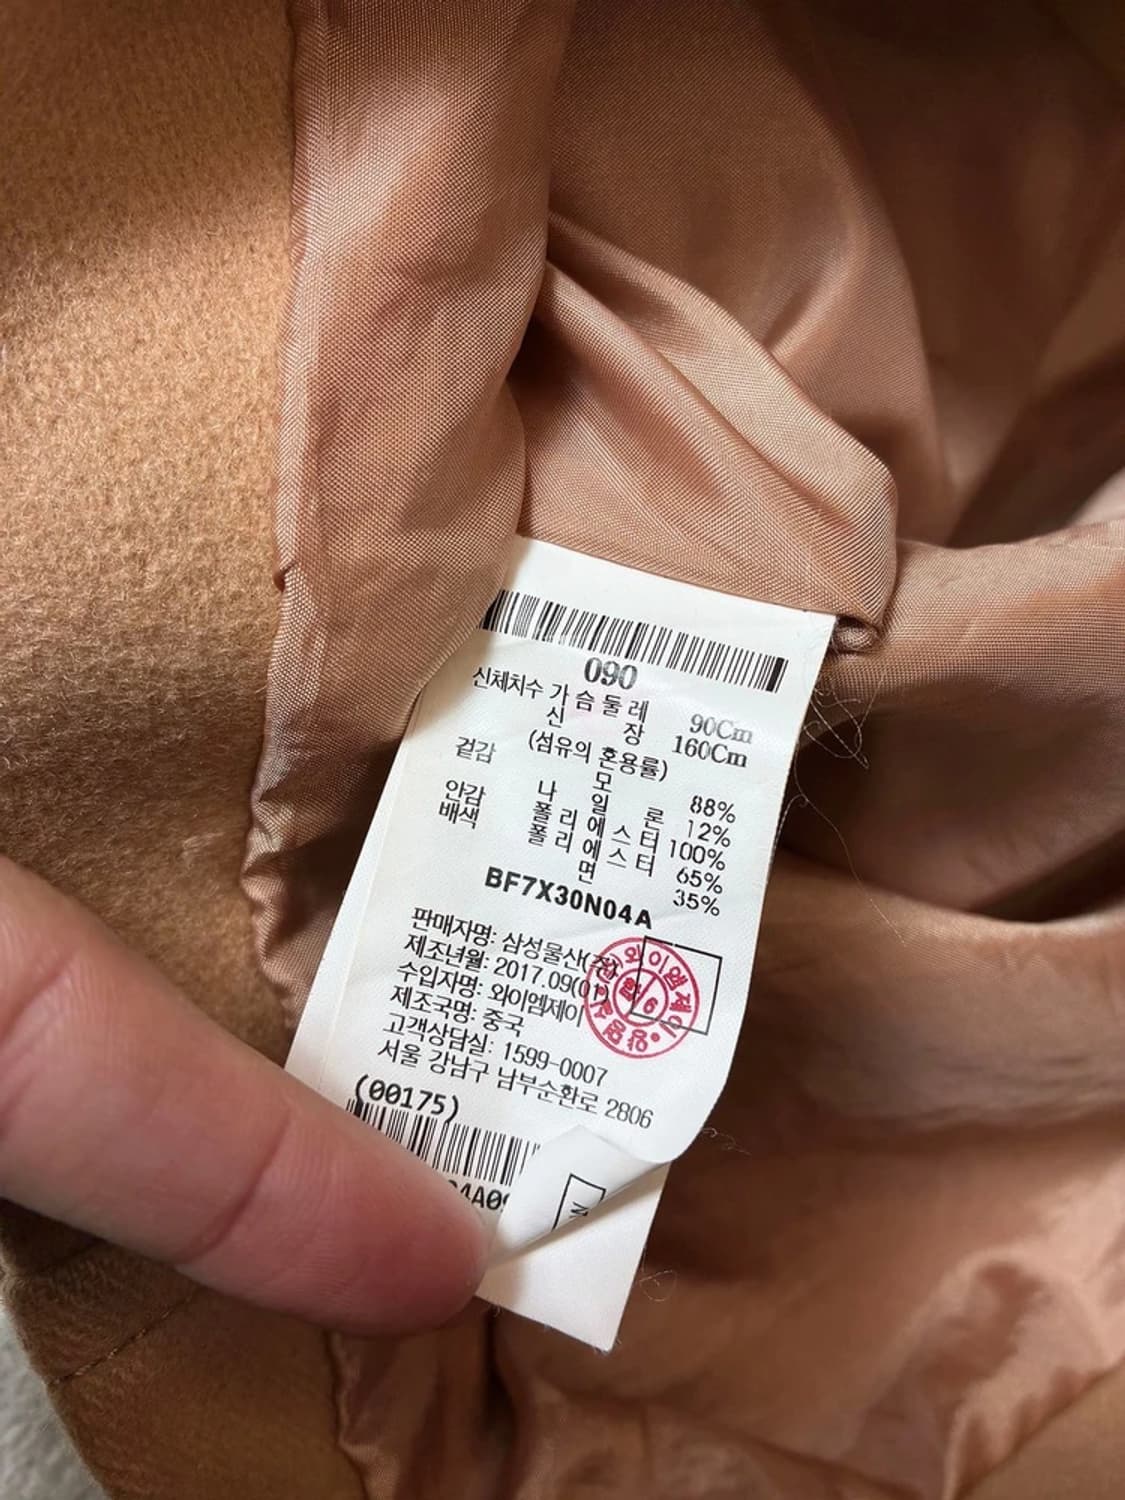 090
신체치수 가슴둘레 90Cm
신장 160Cm
(섬유의 혼용률)
겉감 모 88%
나일론 12%
안감 폴리에스터 100%
배색 폴리에스터 65%
면 35%
BF7X30N04A
판매자명: 삼성물산(주)
제조년월: 2017.09(01)
수입자명: 와이엠제이
제조국명: 중국
고객상담실: 1599-0007
서울 강남구 남부순환로 2806
(00175)